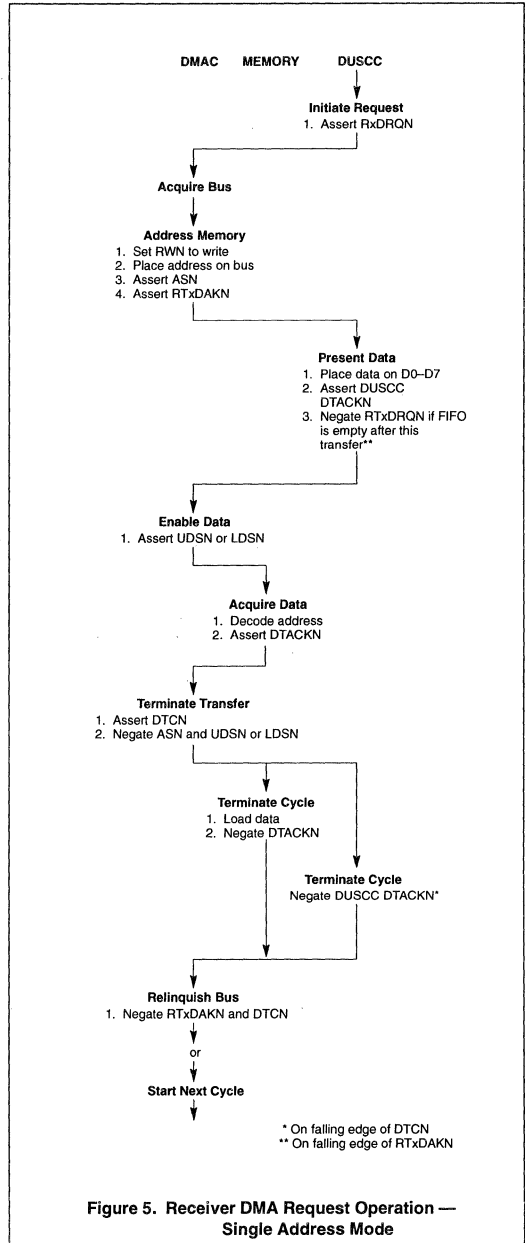 DMAC MEMORY DUSCC
Initiate Request
1. Assert RxDRQN
Acquire Bus
Address Memory
1. Set RWN to write
2. Place address on bus
3. Assert ASN
4. Assert RTxDAKN
Present Data
1. Place data on D0–D7
2. Assert DUSCC
DTACKN
3. Negate RTxDRQN if FIFO
is empty after this
transfer**
Enable Data
1. Assert UDSN or LDSN
Acquire Data
1. Decode address
2. Assert DTACKN
Terminate Transfer
1. Assert DTCN
2. Negate ASN and UDSN or LDSN
Terminate Cycle
1. Load data
2. Negate DTACKN
Terminate Cycle
Negate DUSCC DTACKN*
Relinquish Bus
1. Negate RTxDAKN and DTCN
or
Start Next Cycle
* On falling edge of DTCN
** On falling edge of RTxDAKN
Figure 5. Receiver DMA Request Operation —
Single Address Mode